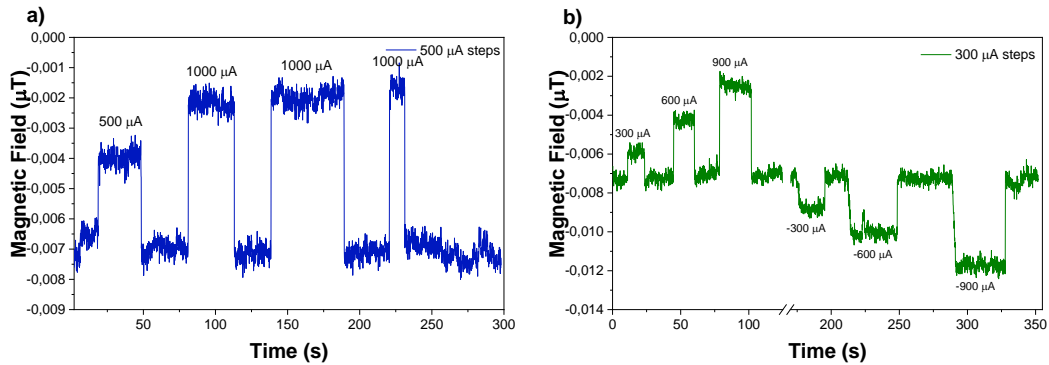 a)
500 µA steps
Magnetic Field (µT)
0,000
-0,001
-0,002
-0,003
-0,004
-0,005
-0,006
-0,007
-0,008
-0,009
500 µA
1000 µA
1000 µA
1000 µA
50
100
150
200
250
300
Time (s)
b)
300 µA steps
Magnetic Field (µT)
0,000
-0,002
-0,004
-0,006
-0,008
-0,010
-0,012
-0,014
300 µA
600 µA
900 µA
-300 µA
-600 µA
-900 µA
0
50
100
200
250
300
350
Time (s)